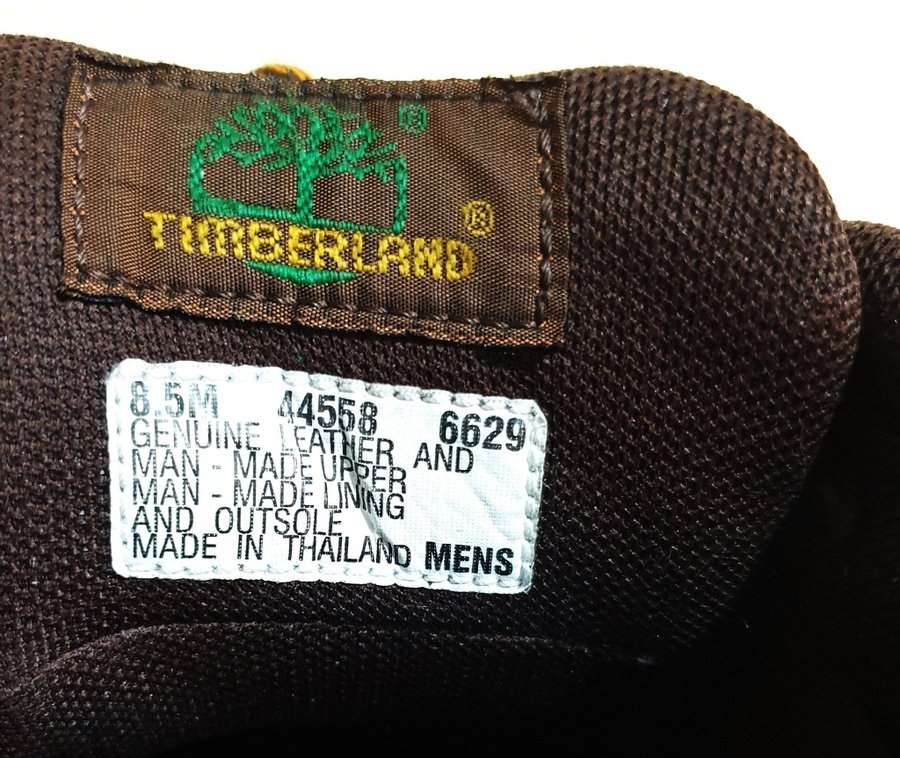 ®
TIMBERLAND ®
8.5M 44558 6629
GENUINE LEATHER AND
MAN - MADE UPPER
MAN - MADE LINING
AND OUTSOLE
MADE IN THAILAND MENS